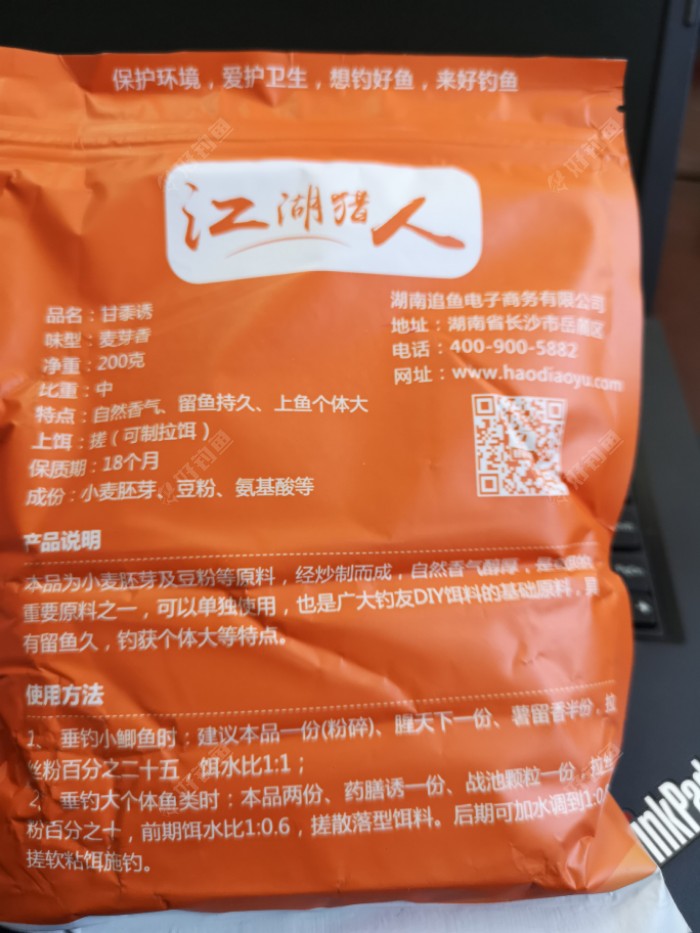 保护环境，爱护卫生，想钓好鱼，来好钓鱼
江湖猎人
品名：甘黍诱
味型：麦芽香
净重：200克
比重：中
特点：自然香气、留鱼持久、上鱼个体大
上饵：搓（可制拉饵）
保质期：18个月
成份：小麦胚芽、豆粉、氨基酸等
湖南追鱼电子商务有限公司
地址：湖南省长沙市岳麓区
电话：400-900-5882
网址：www.haodiaoyu.com
产品说明
本品为小麦胚芽及豆粉等原料，经炒制而成，自然香气醇厚，是
重要原料之一，可以单独使用，也是广大钓友DIY饵料的基础原料，具
有留鱼久，钓获个体大等特点。
使用方法
1、垂钓小鲫鱼时：建议本品一份(粉碎)、腥天下一份、薯留香半份，拉
丝粉百分之二十五 饵水比1:1；
2、垂钓大个体鱼类时：本品两份、药膳诱一份、战池颗粒一份，拉丝
粉百分之十，前期饵水比1:0.6，搓散落型饵料。后期可加水调到1:0.
搓软粘饵施钓。
好钓鱼